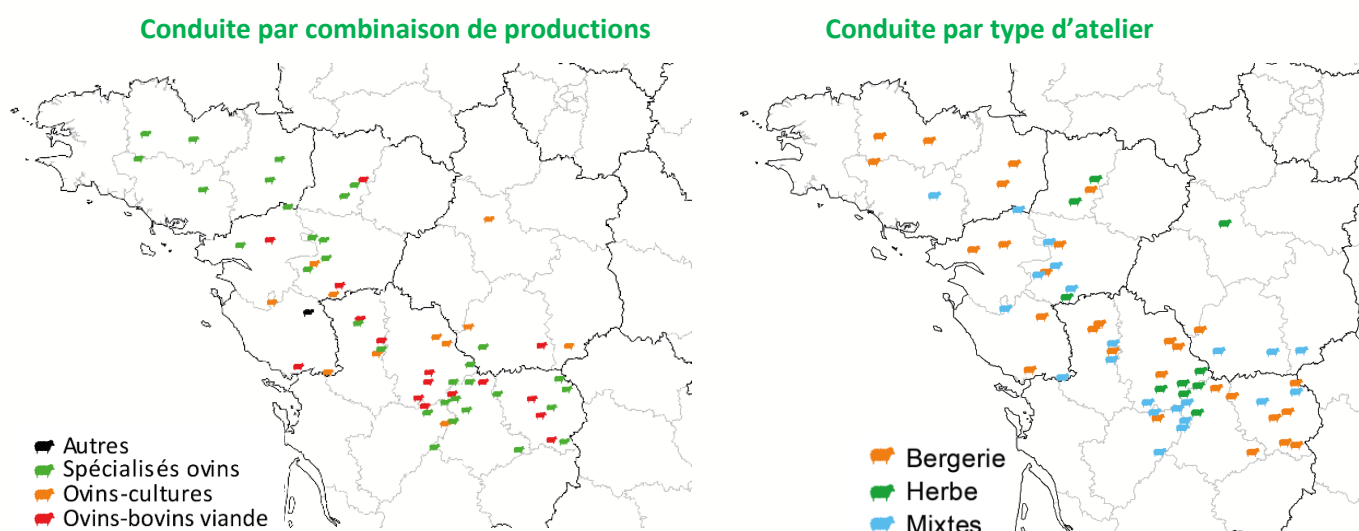 Conduite par combinaison de productions
Conduite par type d’atelier
Autres
Spécialisés ovins
Ovins-cultures
Ovins-bovins viande
Bergerie
Herbe
Mixtes